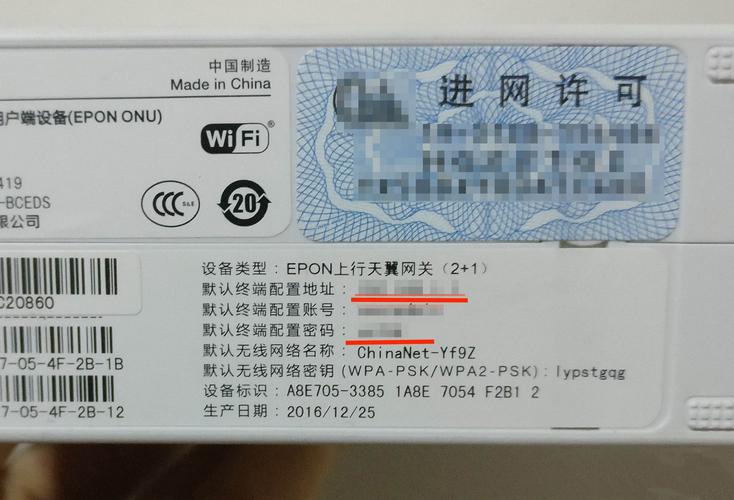 中国制造
Made in China
用户端设备(EPON ONU)
WiFi®
419
-BCEDS
限公司
CCC S&E
20
进网许可
C20860
7-05-4F-2B-1B
7-05-4F-2B-12
设备类型：EPON上行天翼网关（2+1）
默认终端配置地址：
默认终端配置账号：
默认终端配置密码：
默认无线网络名称：ChinaNet-Yf9Z
默认无线网络密钥(WPA-PSK/WPA2-PSK)：lypstgqg
设备标识：A8E705-3385 1A8E 7054 F2B1 2
生产日期：2016/12/25